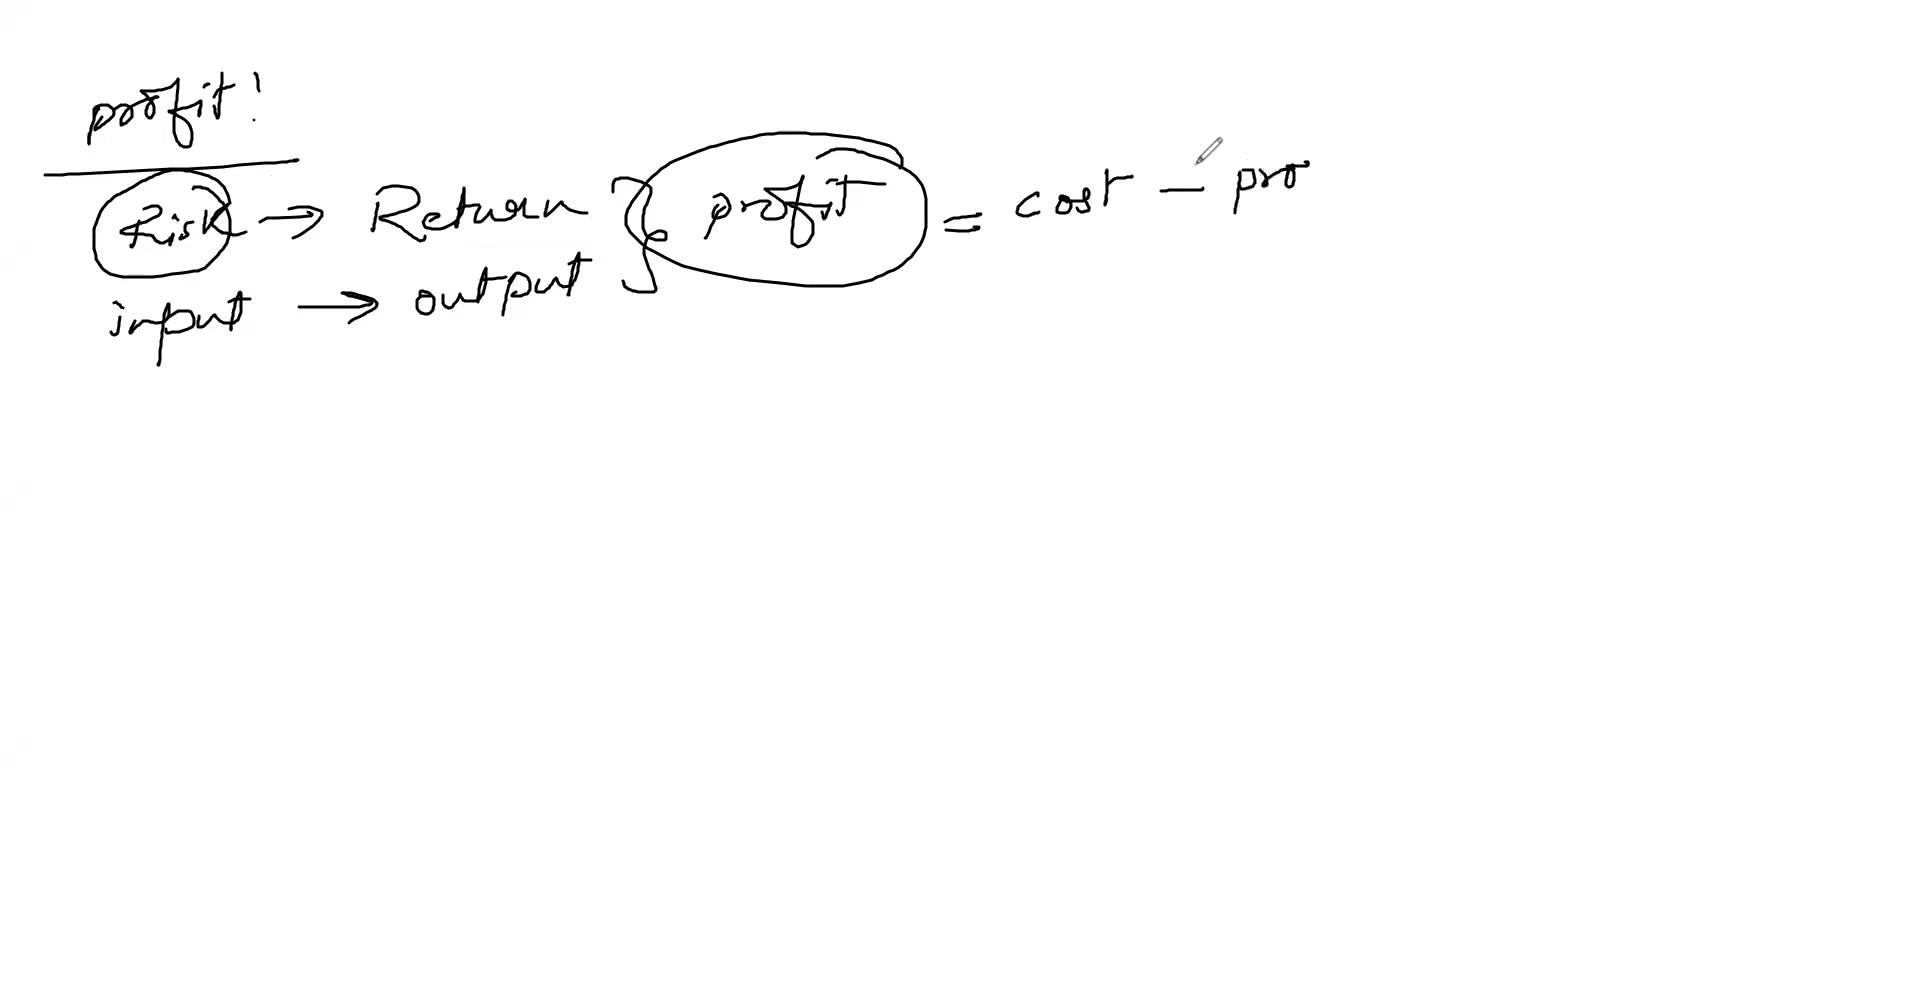 profit!
Risk → Return } profit = cost — pro
input → output